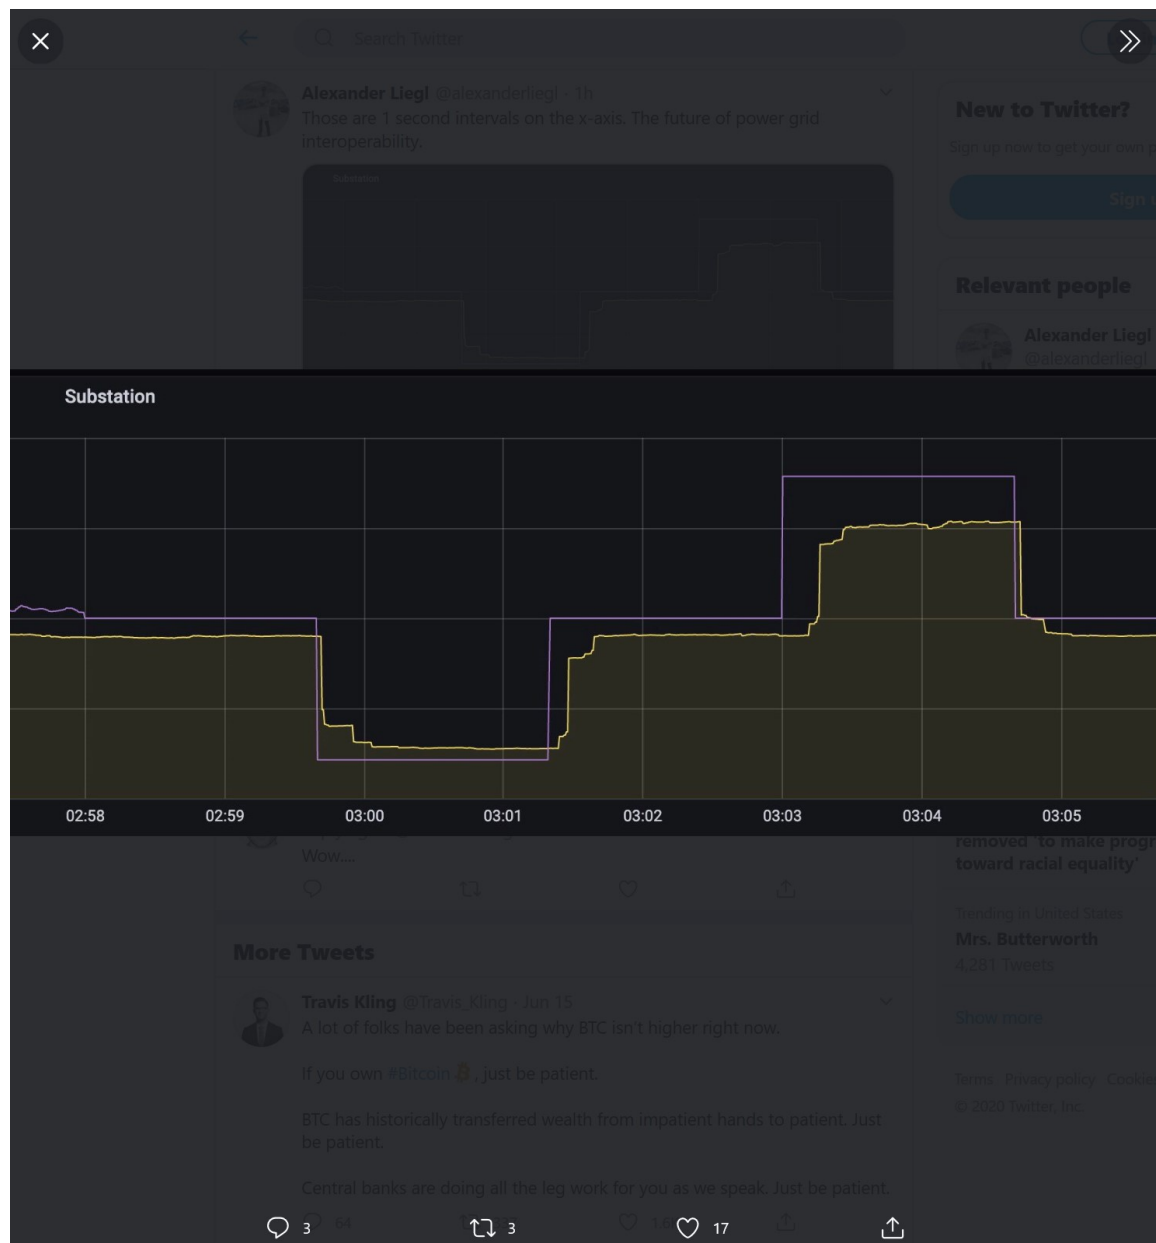 Search Twitter
Alexander Liegl @alexanderliegl · 1h
Those are 1 second intervals on the x-axis. The future of power grid
interoperability.
Substation
New to Twitter?
Sign up now to get your own
Sign
Relevant people
Alexander Liegl
@alexanderliegl
Substation
02:58 02:59 03:00 03:01 03:02 03:03 03:04 03:05
Wow....
removed 'to make progr
toward racial equality'
Trending in United States
Mrs. Butterworth
4,281 Tweets
Show more
Terms Privacy policy Cookie
© 2020 Twitter, Inc.
More Tweets
Travis Kling @Travis_Kling · Jun 15
A lot of folks have been asking why BTC isn't higher right now.
If you own #Bitcoin , just be patient.
BTC has historically transferred wealth from impatient hands to patient. Just
be patient.
Central banks are doing all the leg work for you as we speak. Just be patient.
64
3 3 17